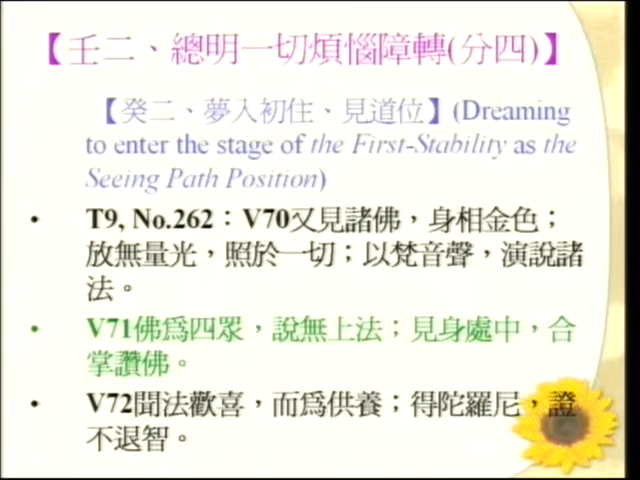 【壬二、總明一切煩惱障轉(分四)】
【癸二、夢入初住、見道位】(Dreaming
to enter the stage of the First-Stability as the
Seeing Path Position)
• T9, No.262：V70又見諸佛，身相金色；
放無量光，照於一切；以梵音聲，演說諸
法。
• V71佛為四眾，說無上法；見身處中，合
掌讚佛。
• V72聞法歡喜，而為供養；得陀羅尼，證
不退智。